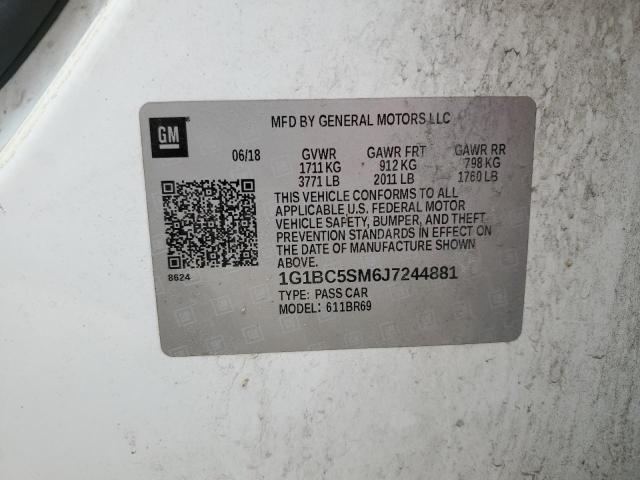 GM
MFD BY GENERAL MOTORS LLC
06/18 GVWR GAWR FRT GAWR RR
1711 KG 912 KG 798 KG
3771 LB 2011 LB 1760 LB
THIS VEHICLE CONFORMS TO ALL
APPLICABLE U.S. FEDERAL MOTOR
VEHICLE SAFETY, BUMPER, AND THEFT
PREVENTION STANDARDS IN EFFECT ON
THE DATE OF MANUFACTURE SHOWN
ABOVE.
8624
1G1BC5SM6J7244881
TYPE: PASS CAR
MODEL: 611BR69